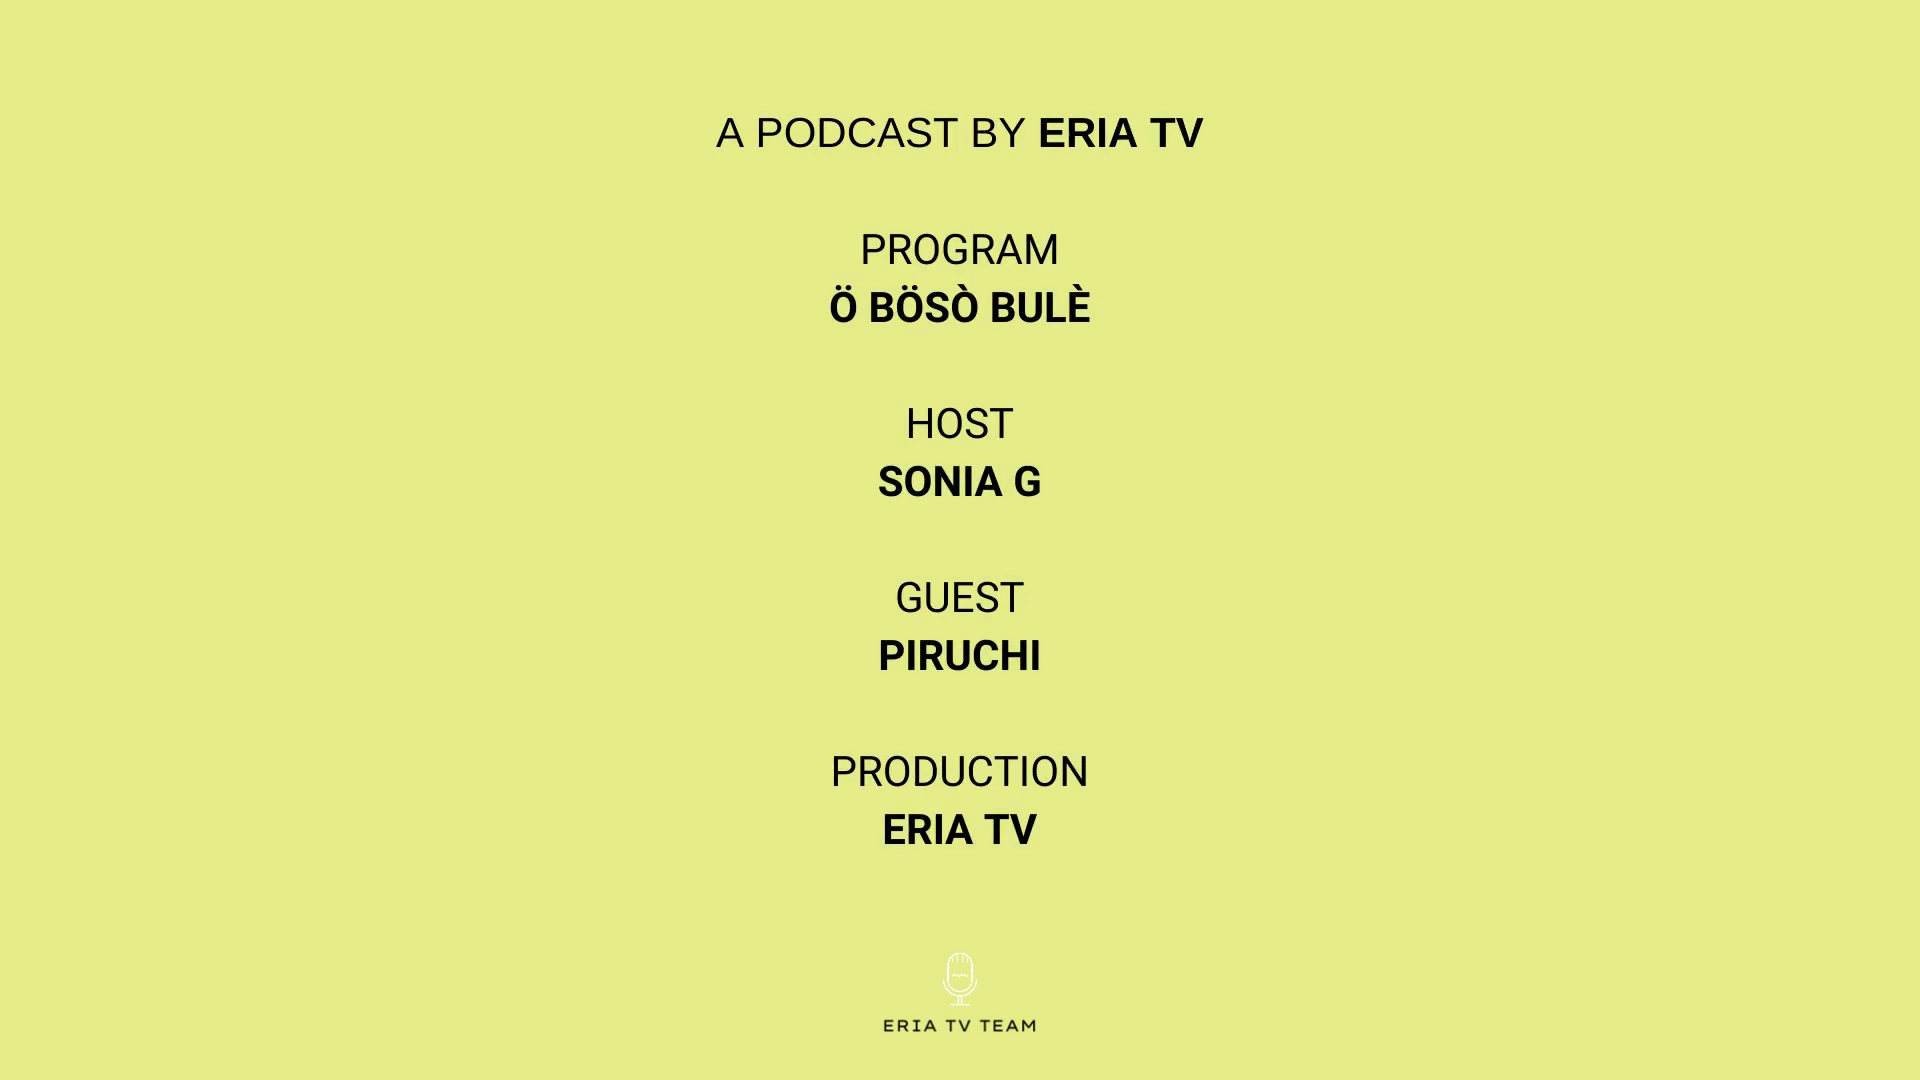 A PODCAST BY ERIA TV
PROGRAM
Ö BÖSÒ BULÈ
HOST
SONIA G
GUEST
PIRUCHI
PRODUCTION
ERIA TV
ERIA TV TEAM